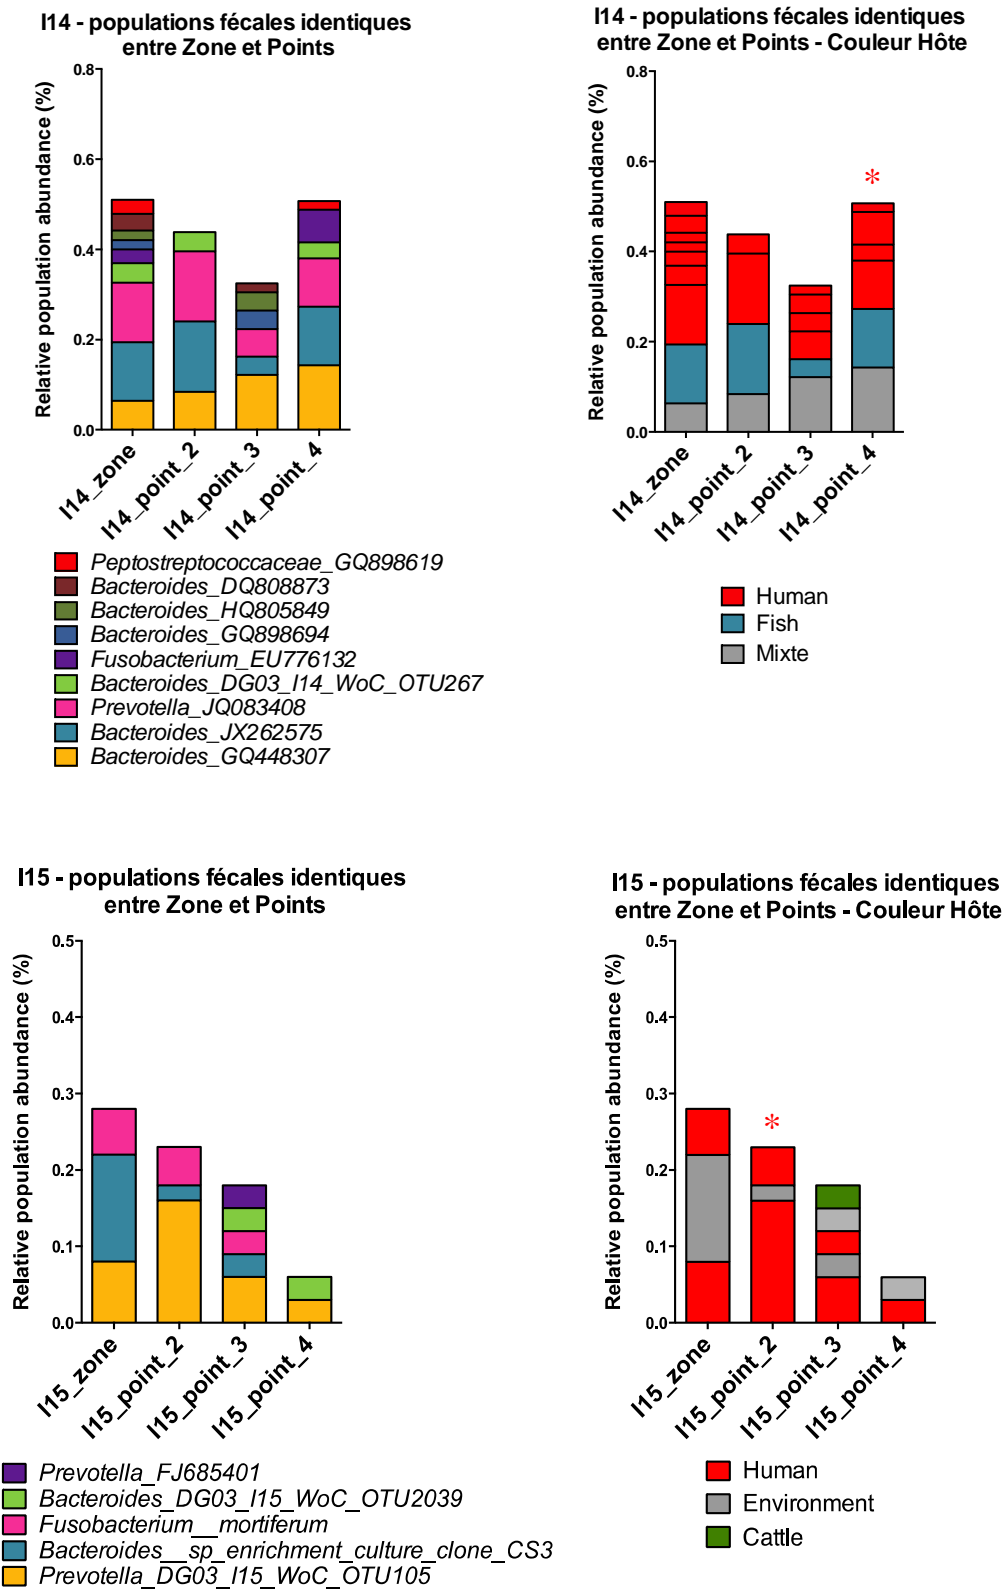 I14 - populations fécales identiques
entre Zone et Points
Relative population abundance (%)
0.8
0.6
0.4
0.2
0.0
I14_zone
I14_point_2
I14_point_3
I14_point_4
Peptostreptococcaceae_GQ898619
Bacteroides_DQ808873
Bacteroides_HQ805849
Bacteroides_GQ898694
Fusobacterium_EU776132
Bacteroides_DG03_I14_WoC_OTU267
Prevotella_JQ083408
Bacteroides_JX262575
Bacteroides_GQ448307
I14 - populations fécales identiques
entre Zone et Points - Couleur Hôte
Relative population abundance (%)
0.8
0.6
0.4
0.2
0.0
*
I14_zone
I14_point_2
I14_point_3
I14_point_4
Human
Fish
Mixte
I15 - populations fécales identiques
entre Zone et Points
Relative population abundance (%)
0.5
0.4
0.3
0.2
0.1
0.0
I15_zone
I15_point_2
I15_point_3
I15_point_4
Prevotella_FJ685401
Bacteroides_DG03_I15_WoC_OTU2039
Fusobacterium__mortiferum
Bacteroides__sp_enrichment_culture_clone_CS3
Prevotella_DG03_I15_WoC_OTU105
I15 - populations fécales identiques
entre Zone et Points - Couleur Hôte
Relative population abundance (%)
0.5
0.4
0.3
0.2
0.1
0.0
*
I15_zone
I15_point_2
I15_point_3
I15_point_4
Human
Environment
Cattle